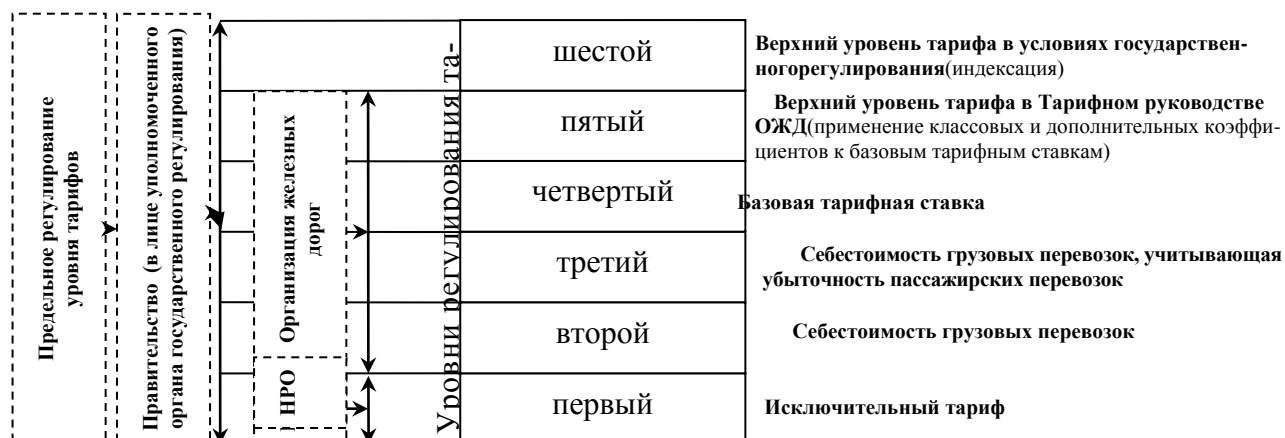 Предельное регулирование
уровня тарифов
Правительство (в лице уполномоченного
органа государственного регулирования)
Организация железных
дорог
НРО
Уровни регулирования та-
шестой
Верхний уровень тарифа в условиях государствен-
ногорегулирования(индексация)
пятый
Верхний уровень тарифа в Тарифном руководстве
ОЖД(применение классовых и дополнительных коэффи-
циентов к базовым тарифным ставкам)
четвертый
Базовая тарифная ставка
третий
Себестоимость грузовых перевозок, учитывающая
убыточность пассажирских перевозок
второй
Себестоимость грузовых перевозок
первый
Исключительный тариф